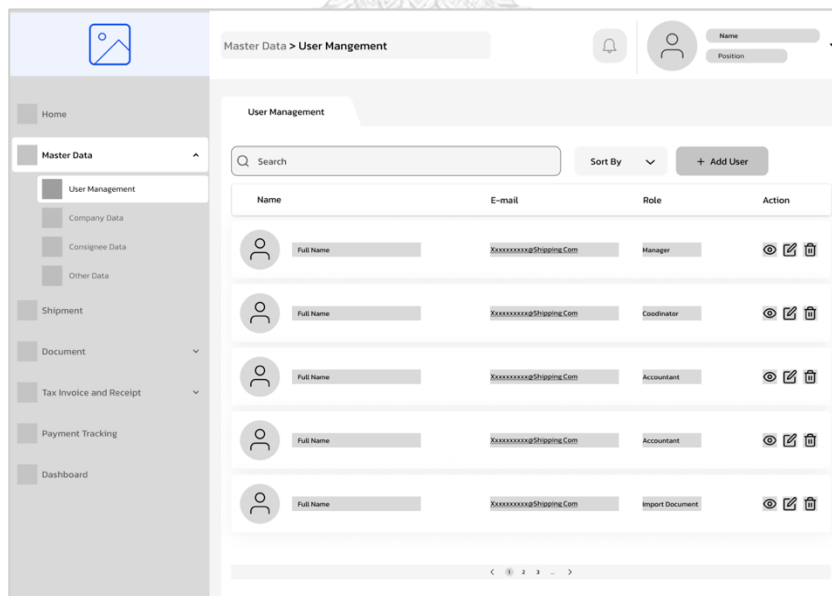 Master Data > User Mangement
Name
Position
Home
Master Data
User Management
Company Data
Consignee Data
Other Data
Shipment
Document
Tax Invoice and Receipt
Payment Tracking
Dashboard
User Management
Search
Sort By
+ Add User
Name E-mail Role Action
Full Name Xxxxxxxxxx@Shipping.Com Manager
Full Name Xxxxxxxxxx@Shipping.Com Coodinator
Full Name Xxxxxxxxxx@Shipping.Com Accountant
Full Name Xxxxxxxxxx@Shipping.Com Accountant
Full Name Xxxxxxxxxx@Shipping.Com Import Document
< 1 2 3 ... >